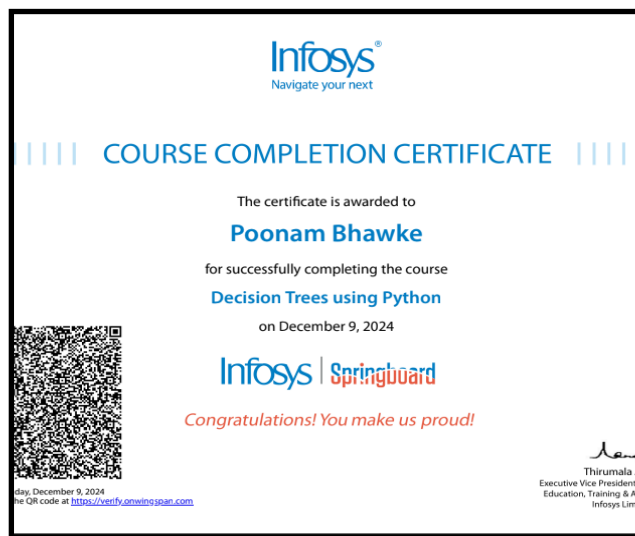 Infosys®
Navigate your next
COURSE COMPLETION CERTIFICATE
The certificate is awarded to
Poonam Bhawke
for successfully completing the course
Decision Trees using Python
on December 9, 2024
Infosys | Springboard
Congratulations! You make us proud!
day, December 9, 2024
he QR code at https://verify.onwingspan.com
Thirumala
Executive Vice President
Education, Training & A
Infosys Lim